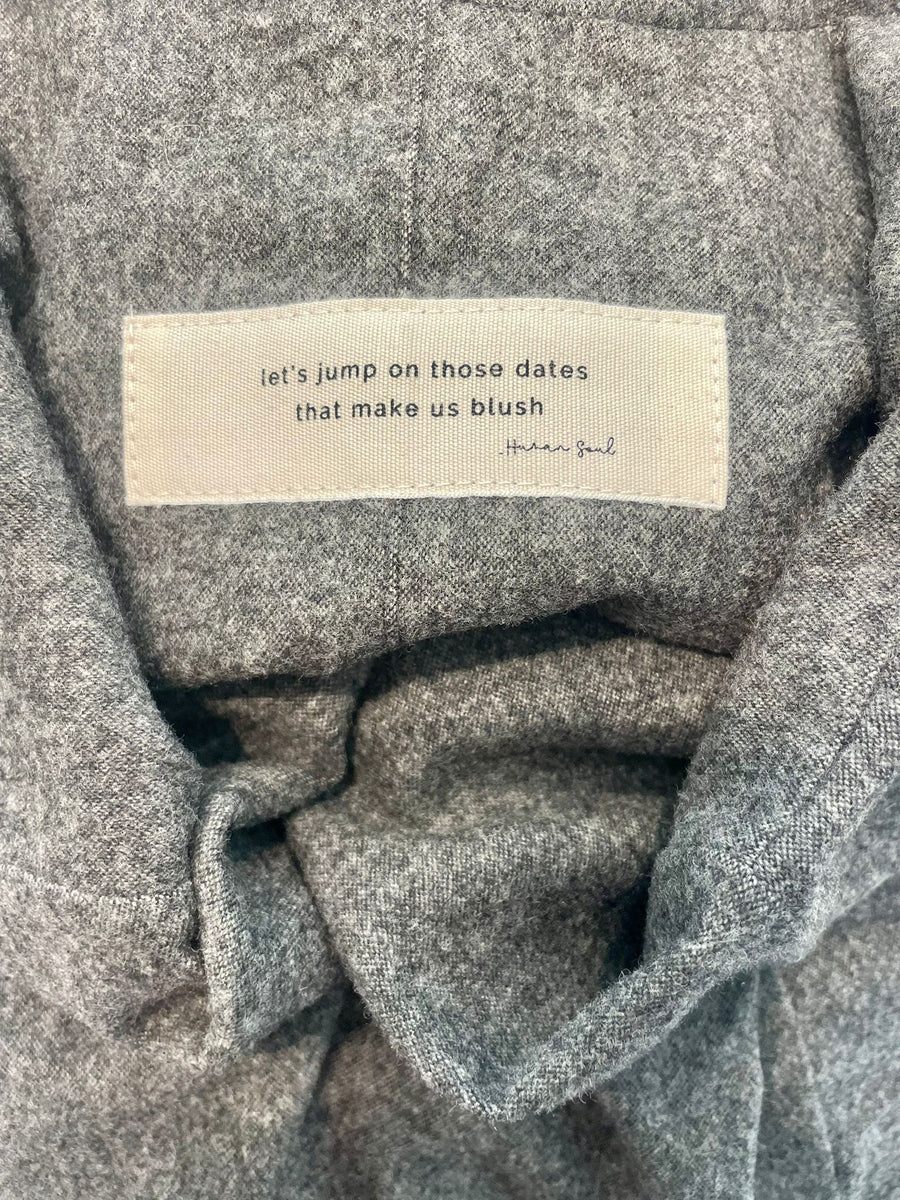 let's jump on those dates
that make us blush
.Human Soul